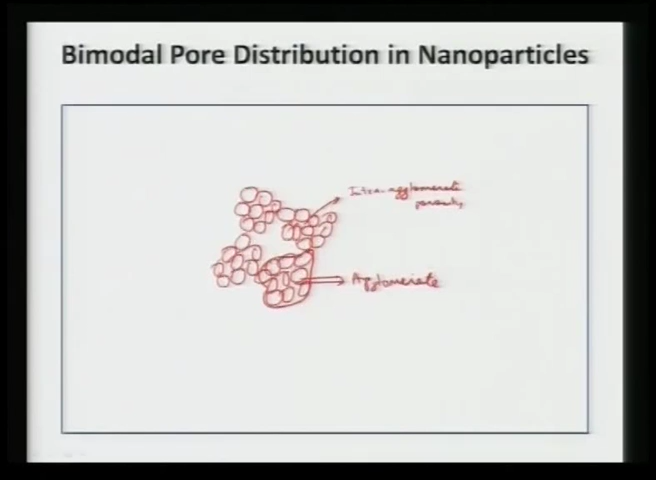 Bimodal Pore Distribution in Nanoparticles
Intra-agglomerate
porosity
Agglomerate